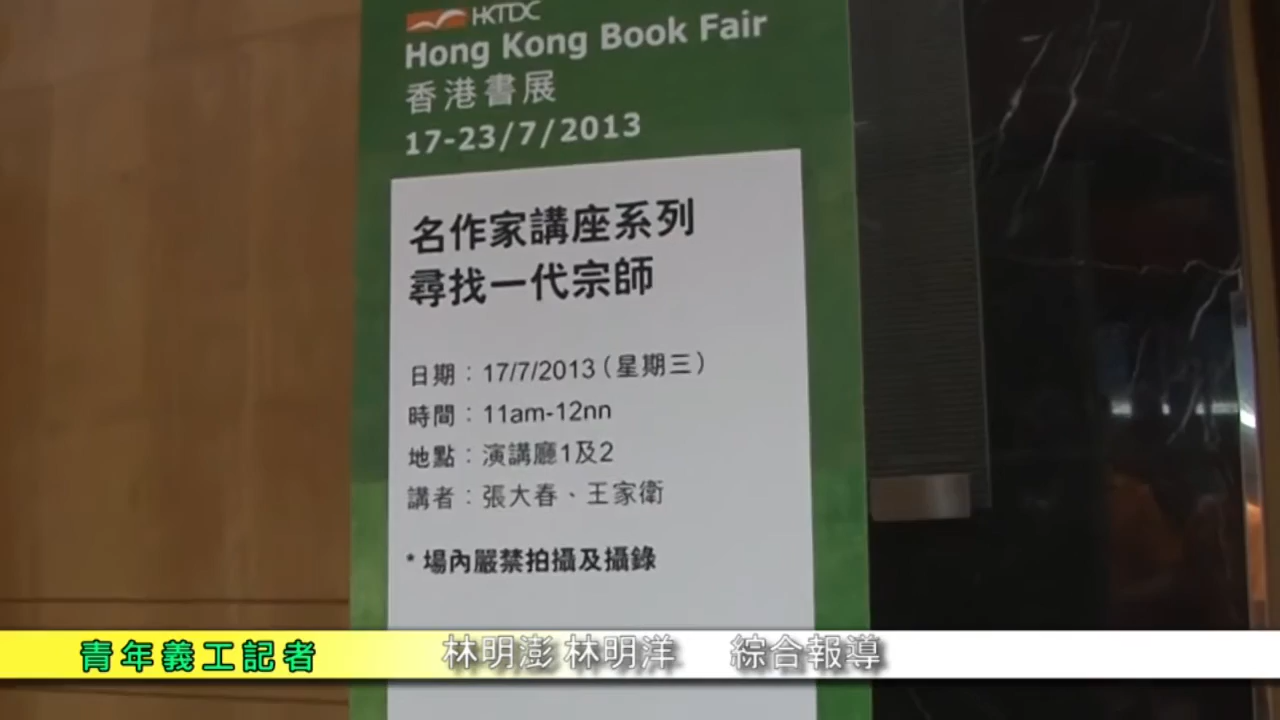 HKTDC
Hong Kong Book Fair
香港書展
17-23/7/2013
名作家講座系列
尋找一代宗師
日期：17/7/2013（星期三）
時間：11am-12nn
地點：演講廳1及2
講者：張大春、王家衛
* 場內嚴禁拍攝及攝錄
青年義工記者 林明澎 林明洋 綜合報導